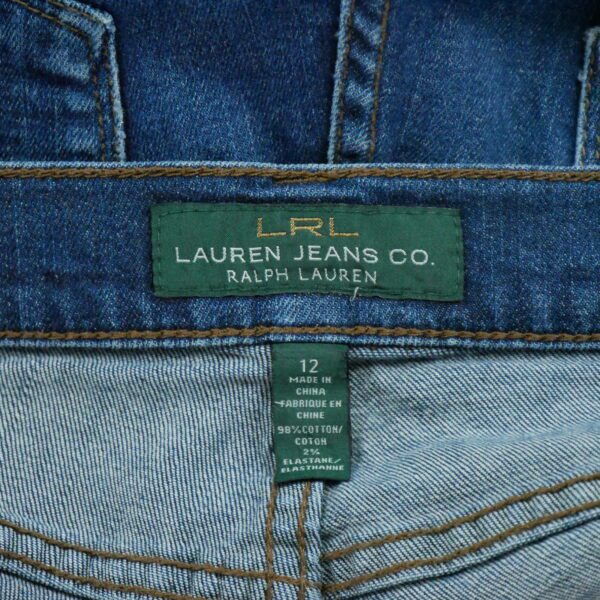 LRL
LAUREN JEANS CO.
RALPH LAUREN
12
MADE IN
CHINA
FABRIQUE EN
CHINE
98% COTTON/
COTON
2%
ELASTANE/
ELASTHANNE